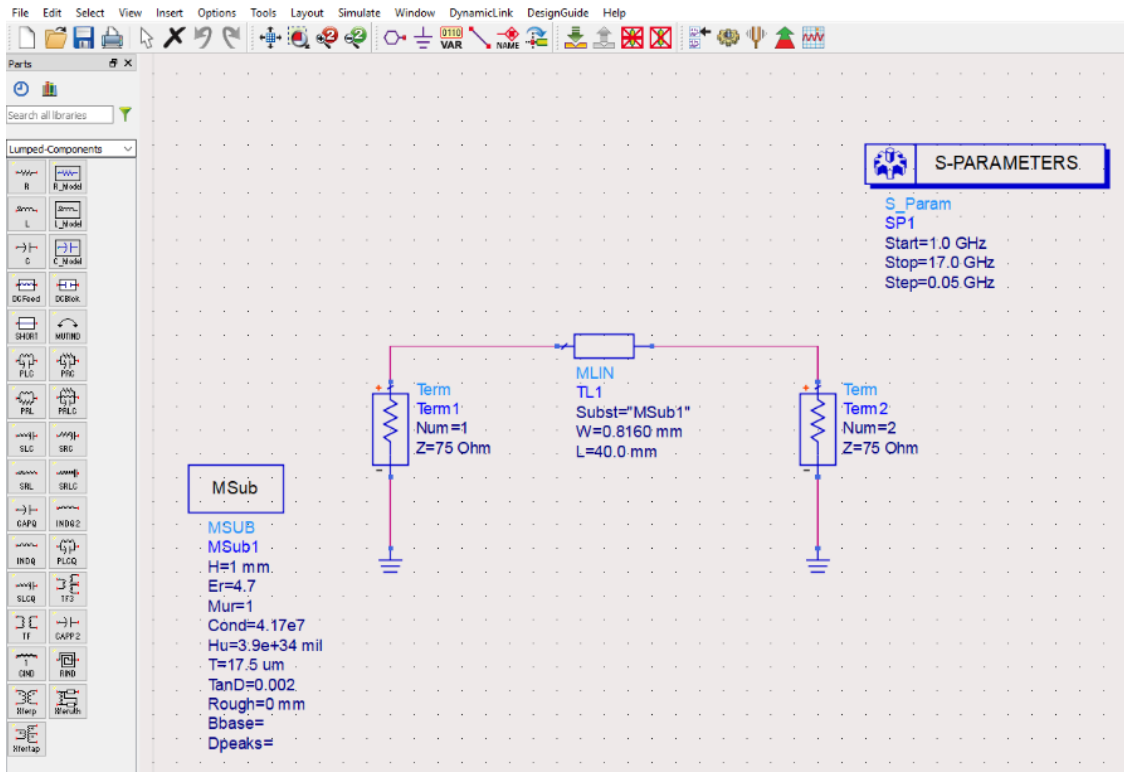 File Edit Select View Insert Options Tools Layout Simulate Window DynamicLink DesignGuide Help
0110
VAR
2
2
NAME
Parts
Search all libraries
Lumped-Components
R R_Model
L L_Model
C C_Model
DCFeed DCBlok
SHORT MUTIND
PLC PRC
PRL PRLC
SLC SRC
SRL SRLC
CAPQ INDQ2
INDQ PLCQ
SLCQ TF3
TF CAPP2
CIND RIND
Xferp
Xfertap
S-PARAMETERS
S_Param
SP1
Start=1.0 GHz
Stop=17.0 GHz
Step=0.05 GHz
MLIN
TL1
Subst="MSub1"
W=0.8160 mm
L=40.0 mm
+
Term
Term1
Num=1
Z=75 Ohm
-
+
Term
Term2
Num=2
Z=75 Ohm
-
MSub
MSUB
MSub1
H=1 mm
Er=4.7
Mur=1
Cond=4.17e7
Hu=3.9e+34 mil
T=17.5 um
TanD=0.002
Rough=0 mm
Bbase=
Dpeaks=